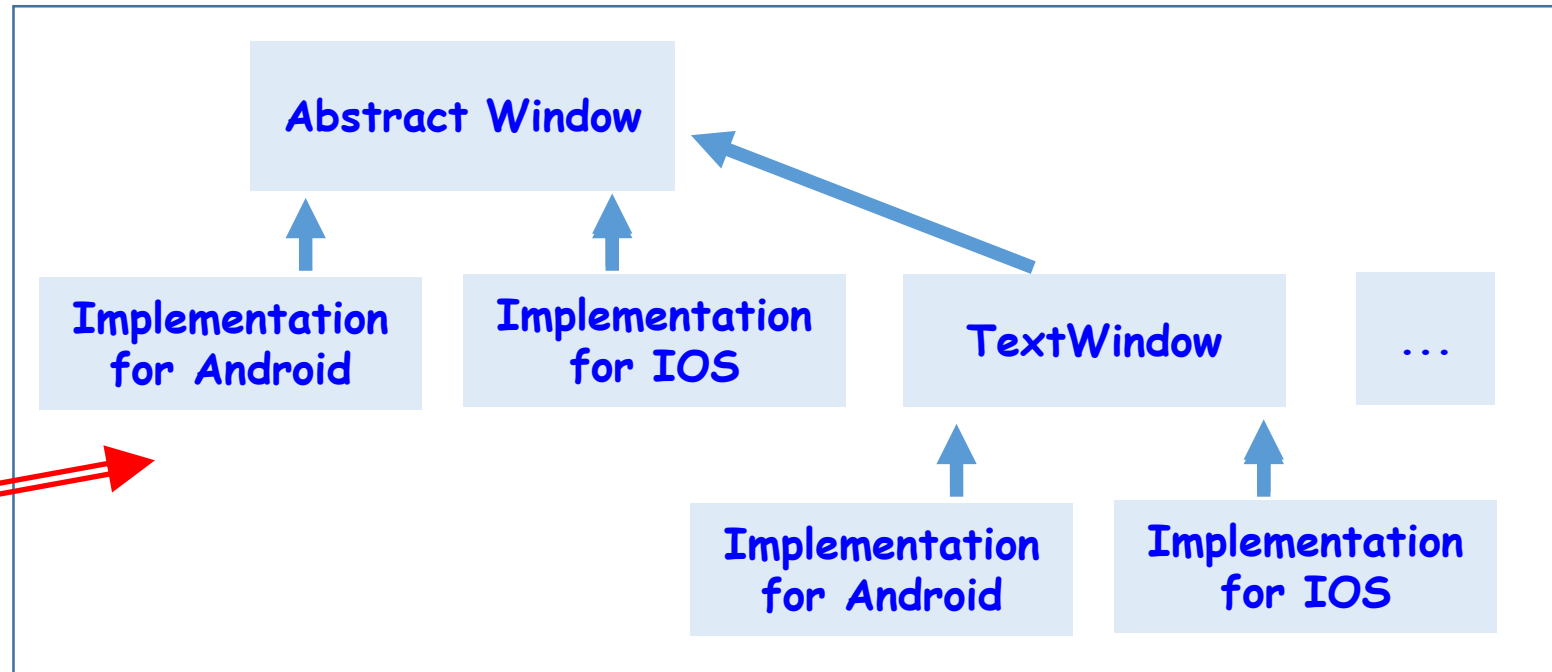 Abstract Window
Implementation
for Android
Implementation
for IOS
TextWindow
...
Implementation
for Android
Implementation
for IOS